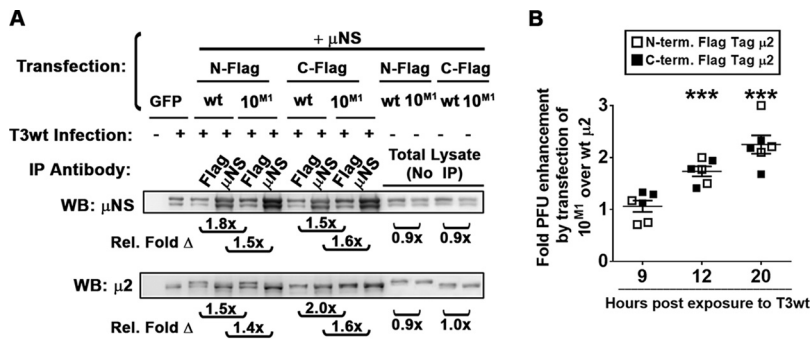 A
+ μNS
Transfection:
N-Flag C-Flag N-Flag C-Flag
GFP wt 10M1 wt 10M1 wt 10M1 wt 10M1
T3wt Infection: - + + + + + + + + + - - - -
IP Antibody: Flag μNS Flag μNS Flag μNS Flag μNS Total Lysate
(No IP)
WB: μNS
1.8x 1.5x 0.9x 0.9x
Rel. Fold Δ 1.5x 1.6x
WB: μ2
1.5x 2.0x 0.9x 1.0x
Rel. Fold Δ 1.4x 1.6x
B
N-term. Flag Tag μ2
C-term. Flag Tag μ2
Fold PFU enhancement
by transfection of
10M1 over wt μ2
*** ***
3
2
1
0
9 12 20
Hours post exposure to T3wt